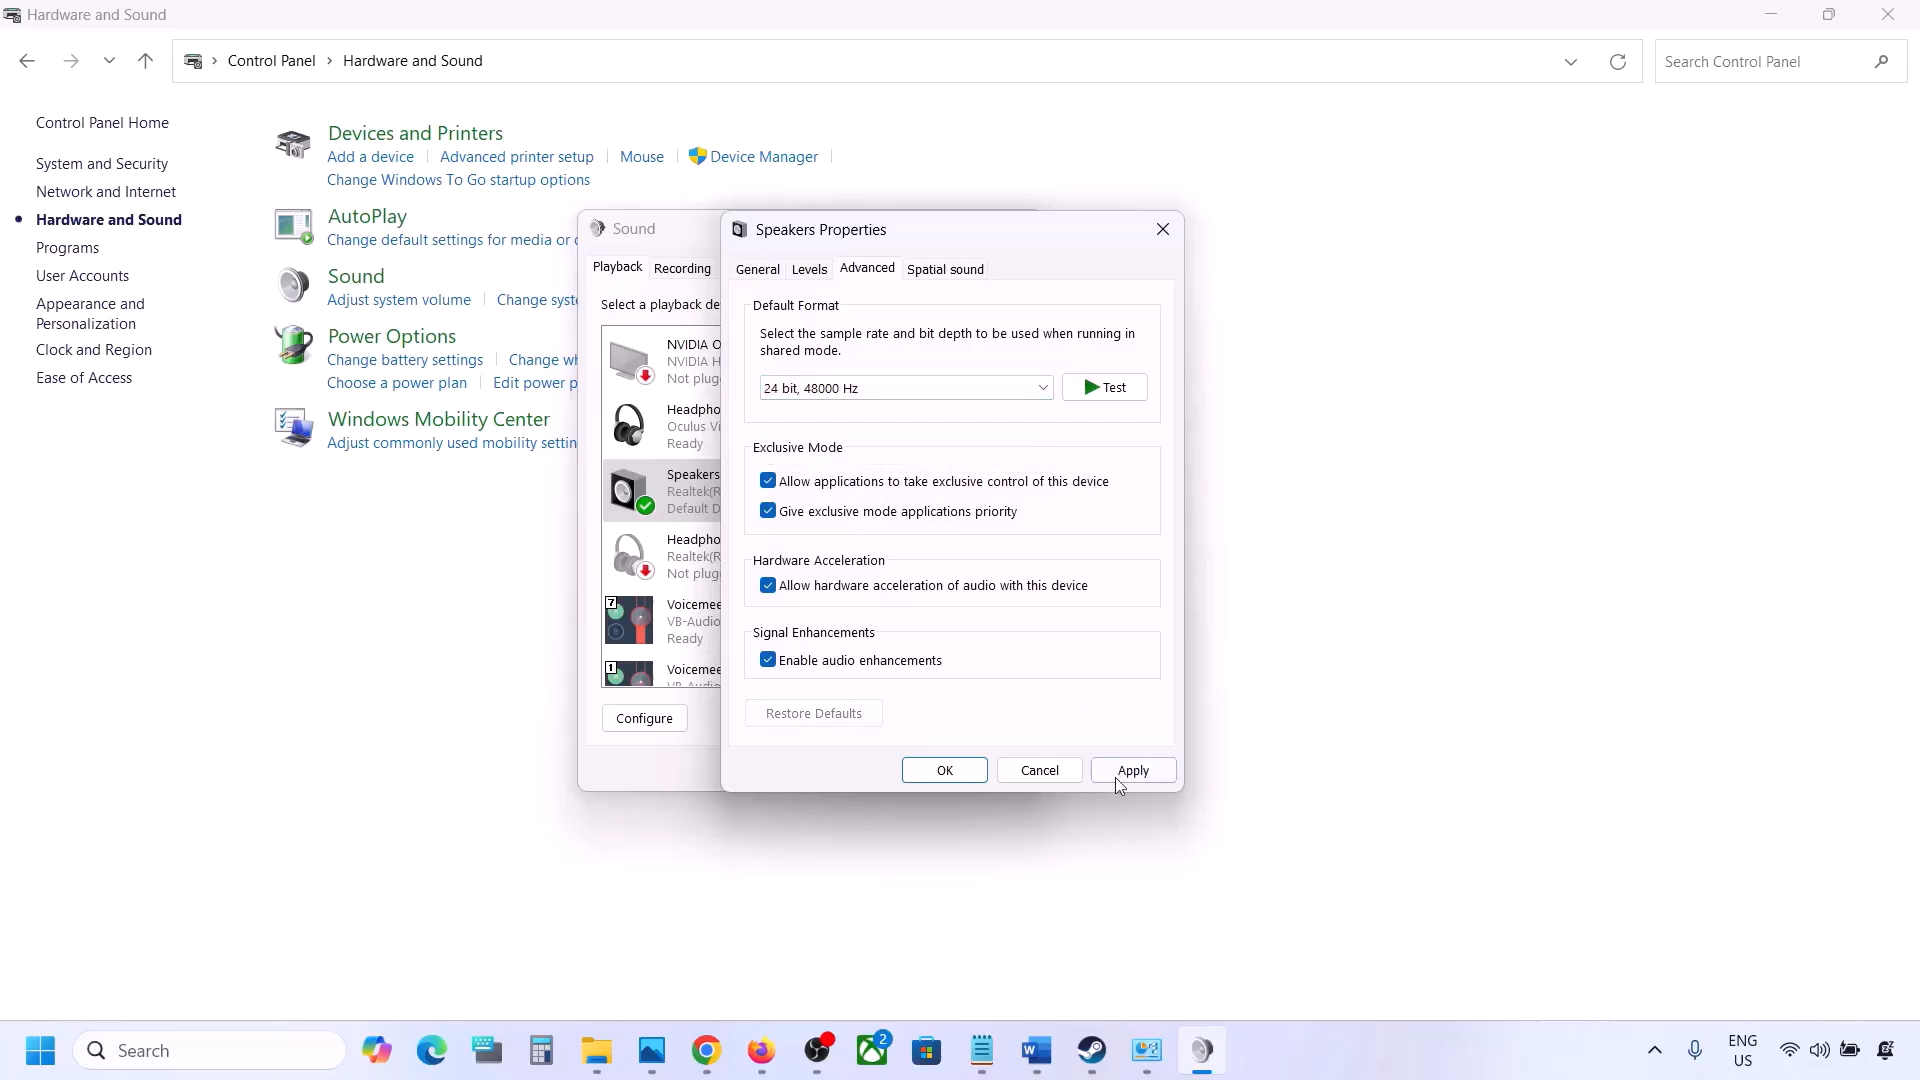 Hardware and Sound
Control Panel > Hardware and Sound
Search Control Panel
Control Panel Home
System and Security
Network and Internet
Hardware and Sound
Programs
User Accounts
Appearance and
Personalization
Clock and Region
Ease of Access
Devices and Printers
Add a device
Advanced printer setup
Mouse
Device Manager
Change Windows To Go startup options
AutoPlay
Change default settings for media or
Sound
Adjust system volume
Change syst
Power Options
Change battery settings
Change wh
Choose a power plan
Edit power p
Windows Mobility Center
Adjust commonly used mobility settin
Sound
Playback
Recording
Select a playback de
NVIDIA O
NVIDIA H
Not plug
Headpho
Oculus Vi
Ready
Speakers
Realtek(R
Default D
Headpho
Realtek(R
Not plug
7
Voicemee
VB-Audio
Ready
1
Voicemee
Configure
Speakers Properties
General
Levels
Advanced
Spatial sound
Default Format
Select the sample rate and bit depth to be used when running in
shared mode.
24 bit, 48000 Hz
Test
Exclusive Mode
Allow applications to take exclusive control of this device
Give exclusive mode applications priority
Hardware Acceleration
Allow hardware acceleration of audio with this device
Signal Enhancements
Enable audio enhancements
Restore Defaults
OK
Cancel
Apply
Search
2
ENG
US